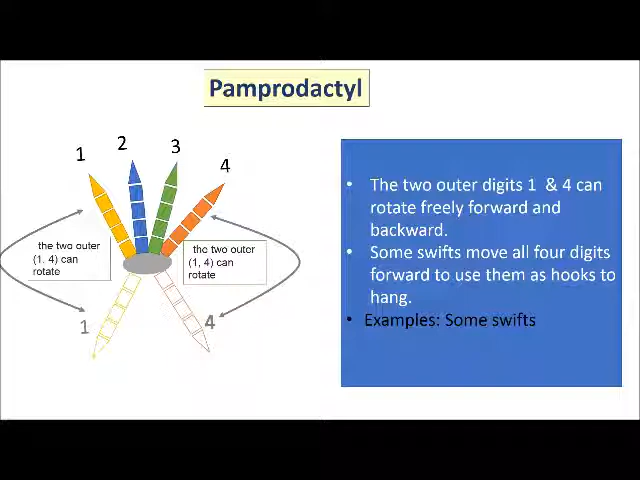 Pamprodactyl
1
2
3
4
the two outer
(1, 4) can
rotate
the two outer
(1, 4) can
rotate
1
4
• The two outer digits 1 & 4 can
rotate freely forward and
backward.
• Some swifts move all four digits
forward to use them as hooks to
hang.
• Examples: Some swifts